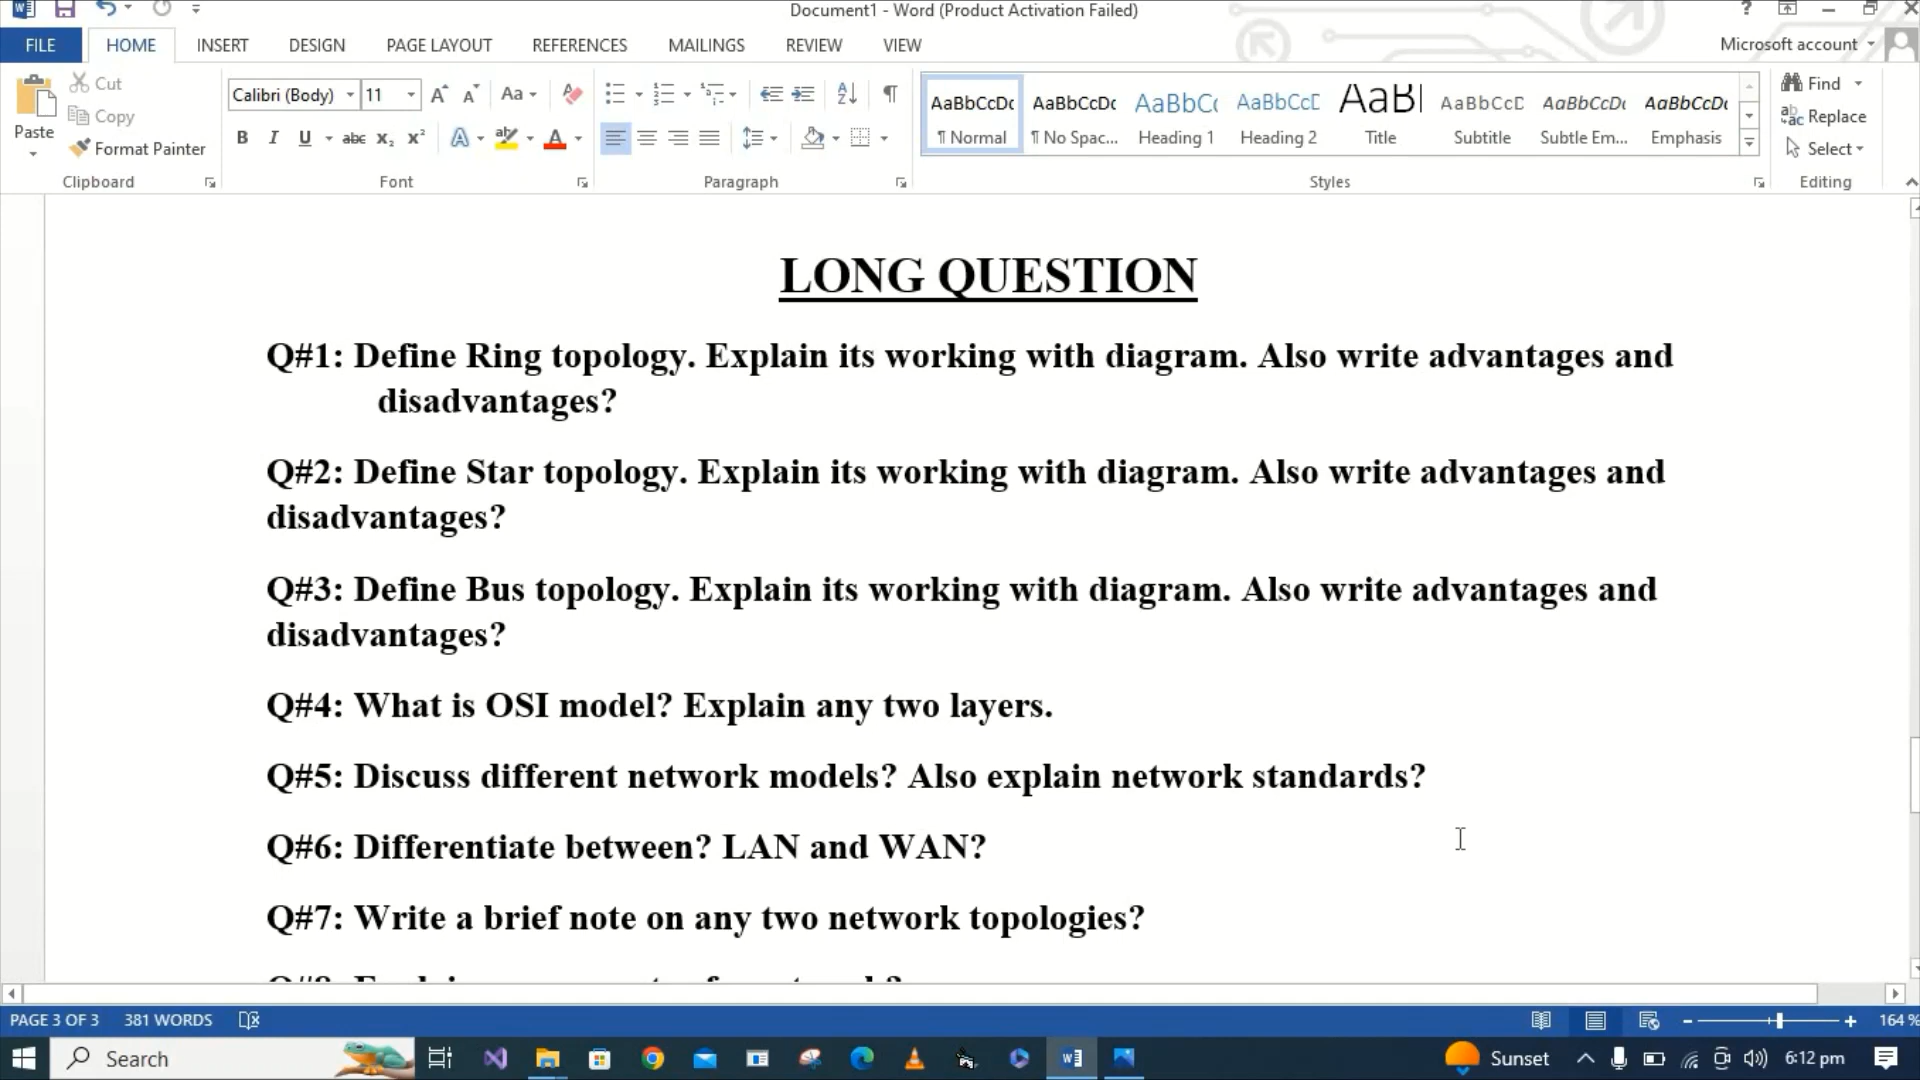 Document1 - Word (Product Activation Failed)
FILE HOME INSERT DESIGN PAGE LAYOUT REFERENCES MAILINGS REVIEW VIEW Microsoft account
Paste
Cut
Copy
Format Painter
Calibri (Body) 11
AaBbCcDc AaBbCcDc AaBbC AaBbCcD AaBl AaBbCcD AaBbCcDc AaBbCcDc
¶ Normal ¶ No Spac... Heading 1 Heading 2 Title Subtitle Subtle Em... Emphasis
Find
Replace
Select
Clipboard Font Paragraph Styles Editing
LONG QUESTION
Q#1: Define Ring topology. Explain its working with diagram. Also write advantages and
disadvantages?
Q#2: Define Star topology. Explain its working with diagram. Also write advantages and
disadvantages?
Q#3: Define Bus topology. Explain its working with diagram. Also write advantages and
disadvantages?
Q#4: What is OSI model? Explain any two layers.
Q#5: Discuss different network models? Also explain network standards?
Q#6: Differentiate between? LAN and WAN?
Q#7: Write a brief note on any two network topologies?
PAGE 3 OF 3 381 WORDS 164 %
Search Sunset 6:12 pm